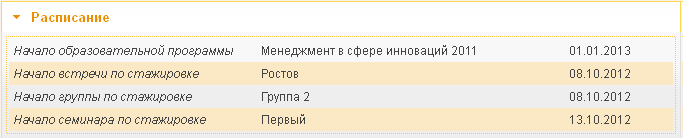 Расписание
Начало образовательной программы Менеджмент в сфере инноваций 2011 01.01.2013
Начало встречи по стажировке Ростов 08.10.2012
Начало группы по стажировке Группа 2 08.10.2012
Начало семинара по стажировке Первый 13.10.2012